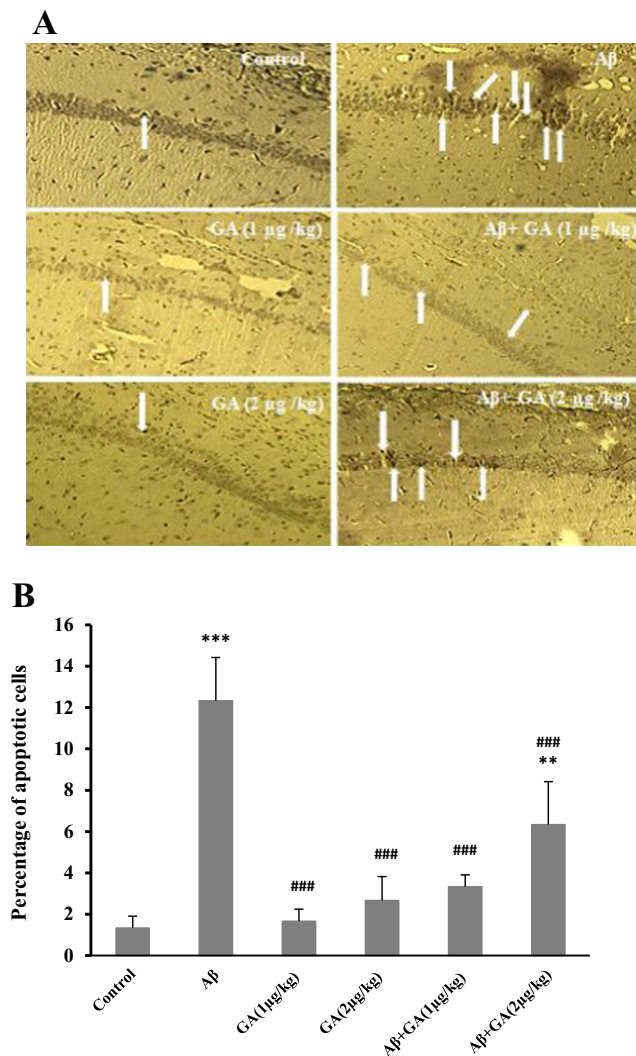 A
Control
Aβ
GA (1 µg /kg)
Aβ+ GA (1 µg /kg)
GA (2 µg /kg)
Aβ+ GA (2 µg /kg)
B
Percentage of apoptotic cells
16
14
12
10
8
6
4
2
0
***
###
###
###
###
**
Control
Aβ
GA(1µg/kg)
GA(2µg/kg)
Aβ+GA(1µg/kg)
Aβ+GA(2µg/kg)